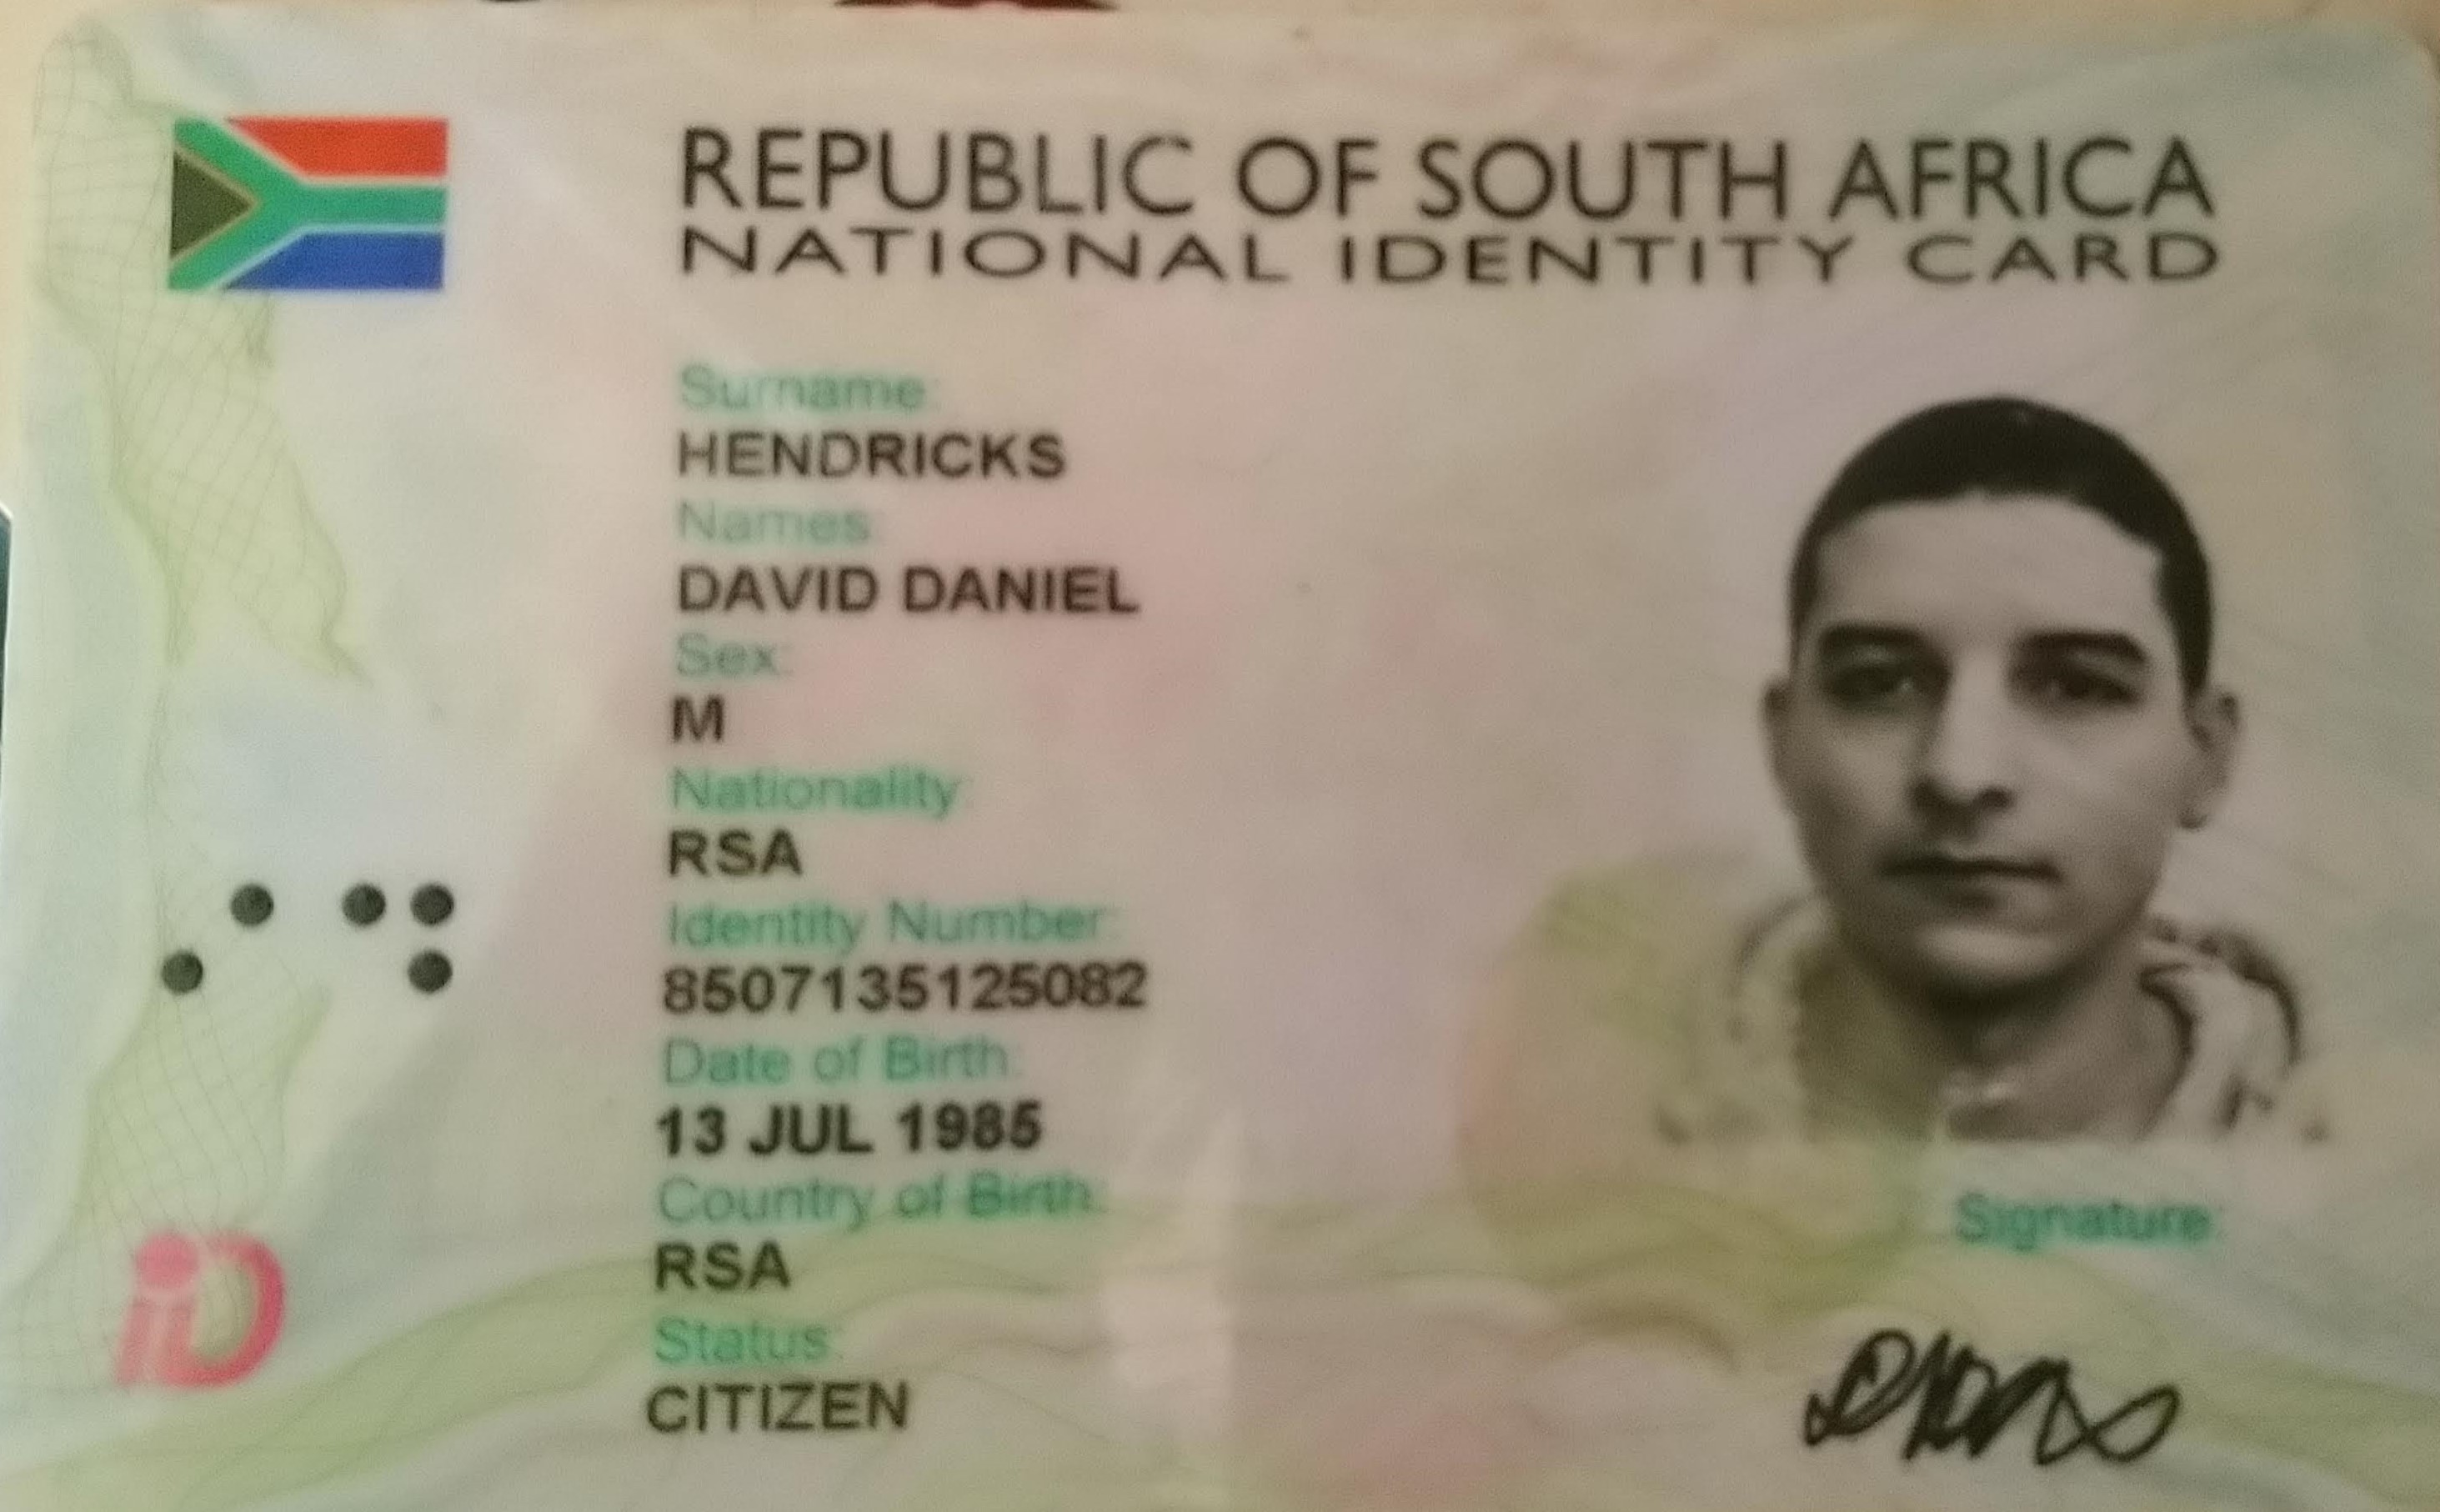 REPUBLIC OF SOUTH AFRICA
NATIONAL IDENTITY CARD
Surname:
HENDRICKS
Names:
DAVID DANIEL
Sex:
M
Nationality:
RSA
Identity Number:
8507135125082
Date of Birth:
13 JUL 1985
Country of Birth:
RSA
Status:
CITIZEN
iD
Signature: